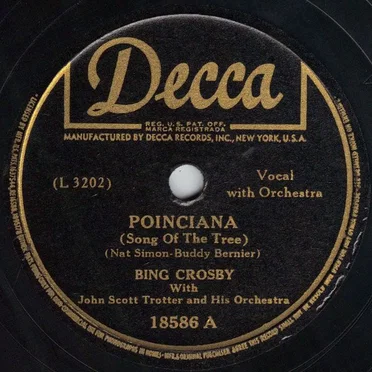 Decca
REG. U.S. PAT. OFF.
MARCA REGISTRADA
MANUFACTURED BY DECCA RECORDS, INC., NEW YORK, U.S.A.
(L 3202)
Vocal
with Orchestra
POINCIANA
(Song Of The Tree)
(Nat Simon-Buddy Bernier)
BING CROSBY
With
John Scott Trotter and His Orchestra
18586 A